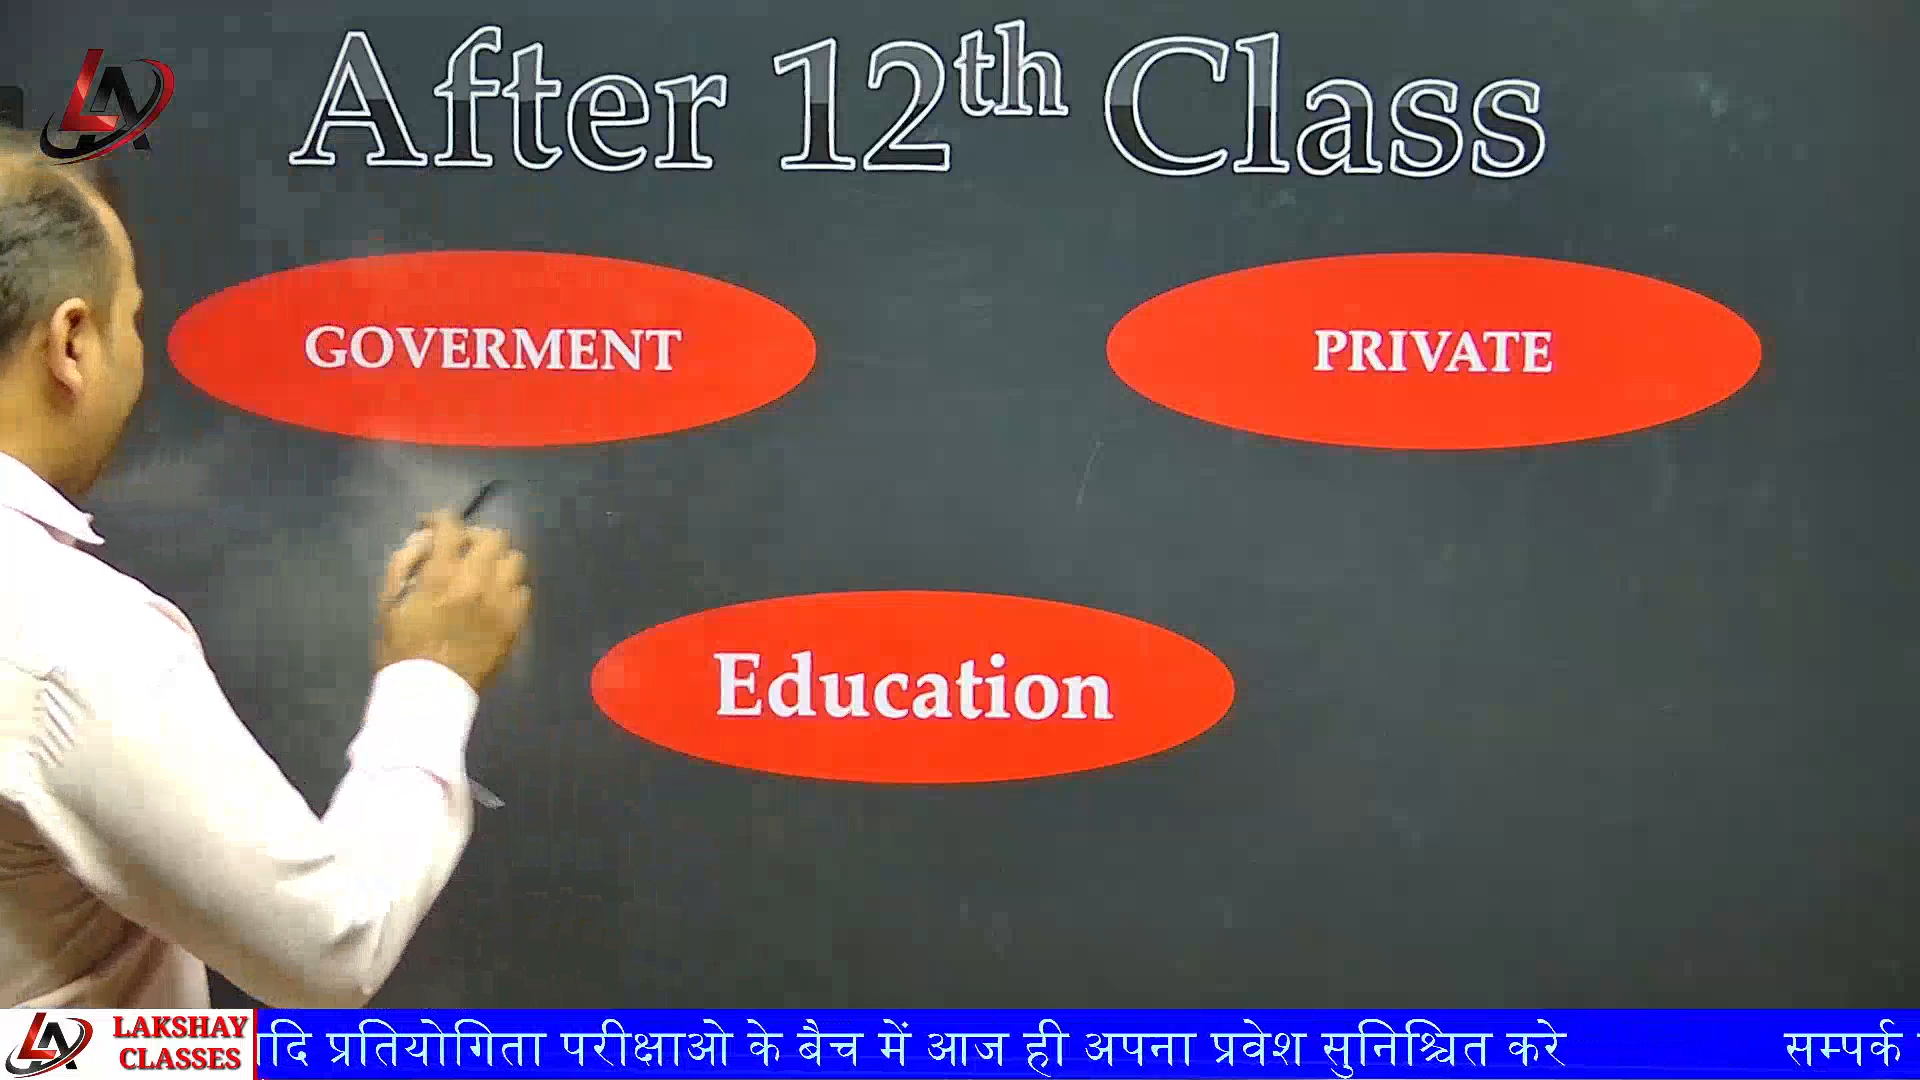 After 12th Class
GOVERMENT
PRIVATE
Education
LAKSHAY
CLASSES
दि प्रतियोगिता परीक्षाओ के बैच में आज ही अपना प्रवेश सुनिश्चित करे
सम्पर्क